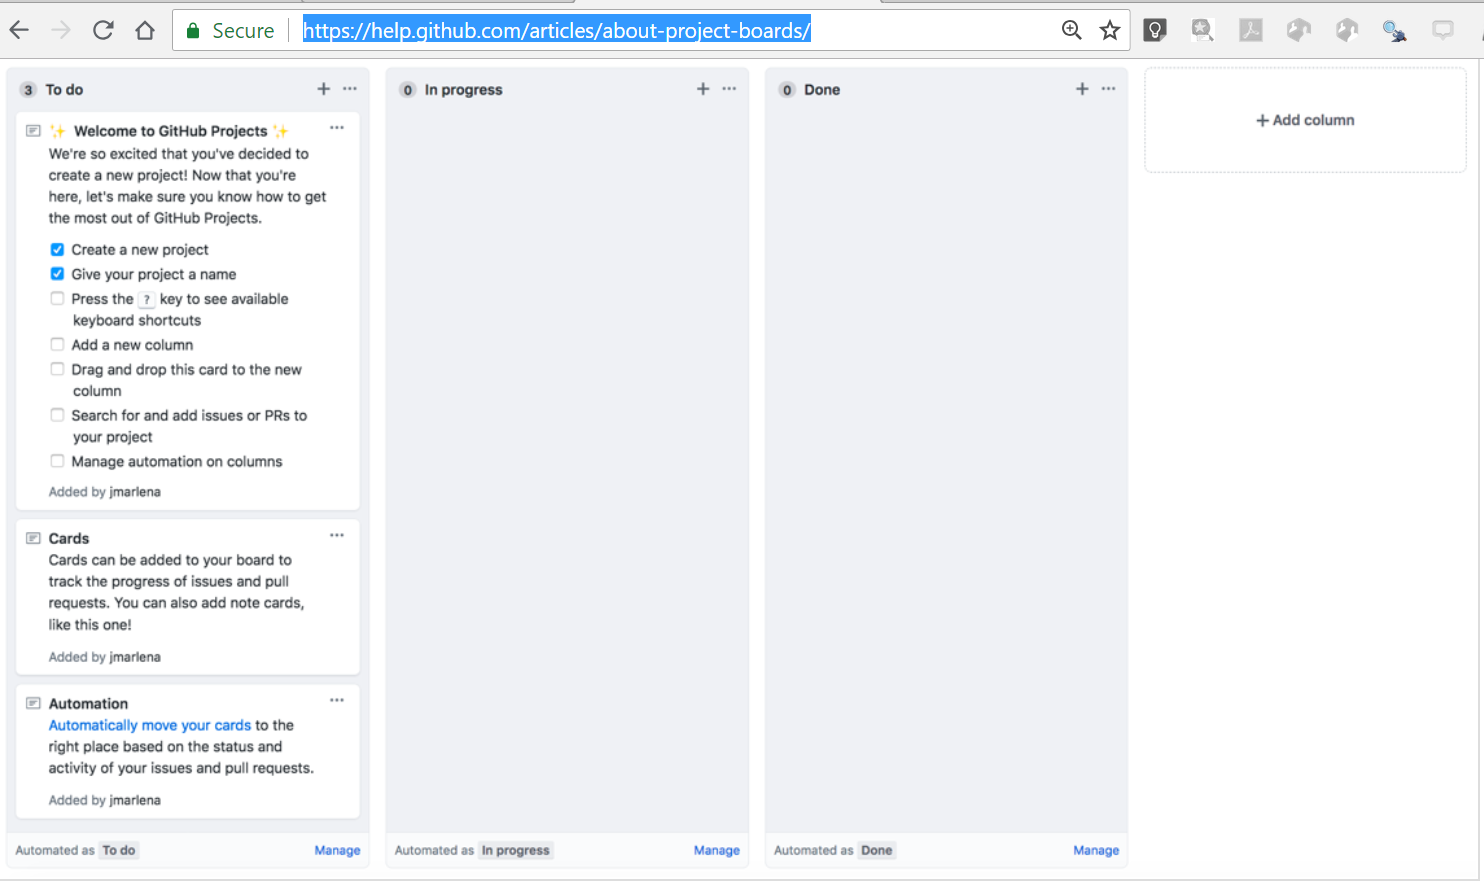 Secure https://help.github.com/articles/about-project-boards/
3 To do
✨ Welcome to GitHub Projects ✨
We're so excited that you've decided to
create a new project! Now that you're
here, let's make sure you know how to get
the most out of GitHub Projects.
Create a new project
Give your project a name
Press the ? key to see available
keyboard shortcuts
Add a new column
Drag and drop this card to the new
column
Search for and add issues or PRs to
your project
Manage automation on columns
Added by jmarlena
Cards
Cards can be added to your board to
track the progress of issues and pull
requests. You can also add note cards,
like this one!
Added by jmarlena
Automation
Automatically move your cards to the
right place based on the status and
activity of your issues and pull requests.
Added by jmarlena
Automated as To do Manage
0 In progress
Automated as In progress Manage
0 Done
Automated as Done Manage
+ Add column